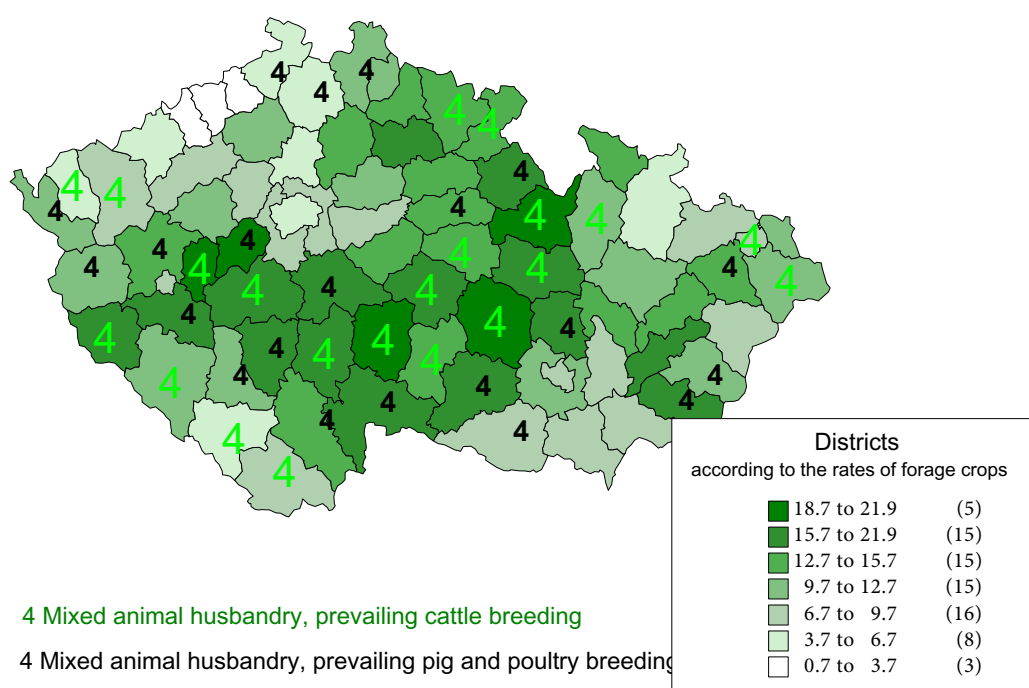 4 4
4
4 4
4
4 4
4 4 4 4
4 4 4 4
4 4 4 4
4 4 4 4
4 4 4
4 4 4 4 4
4 4 4 4
4 4
4 4 4
4
Districts
according to the rates of forage crops
18.7 to 21.9 (5)
15.7 to 21.9 (15)
12.7 to 15.7 (15)
9.7 to 12.7 (15)
6.7 to 9.7 (16)
3.7 to 6.7 (8)
0.7 to 3.7 (3)
4 Mixed animal husbandry, prevailing cattle breeding
4 Mixed animal husbandry, prevailing pig and poultry breeding